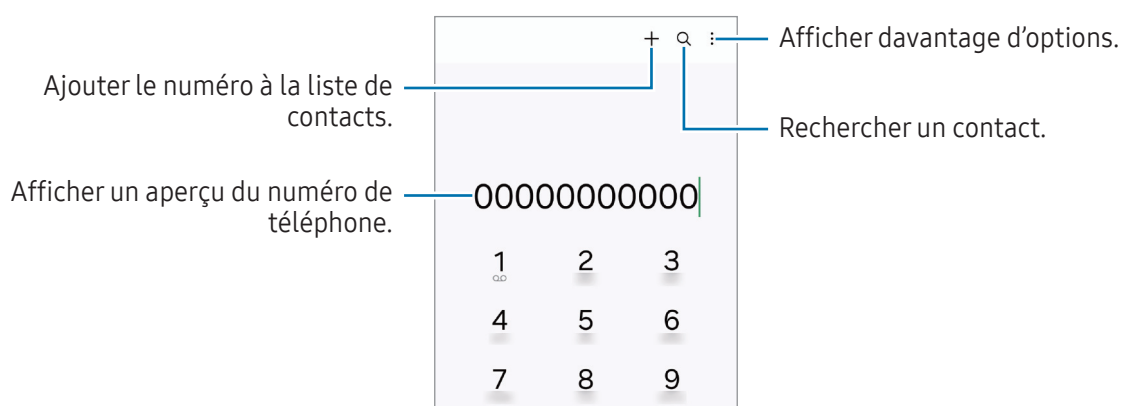 Afficher davantage d'options.
Ajouter le numéro à la liste de
contacts.
Rechercher un contact.
Afficher un aperçu du numéro de
téléphone.
00000000000
1 2 3
4 5 6
7 8 9